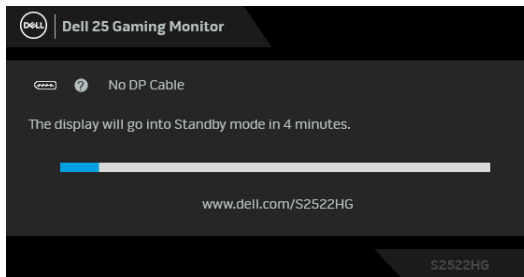 DELL
Dell 25 Gaming Monitor
No DP Cable
The display will go into Standby mode in 4 minutes.
www.dell.com/S2522HG
S2522HG